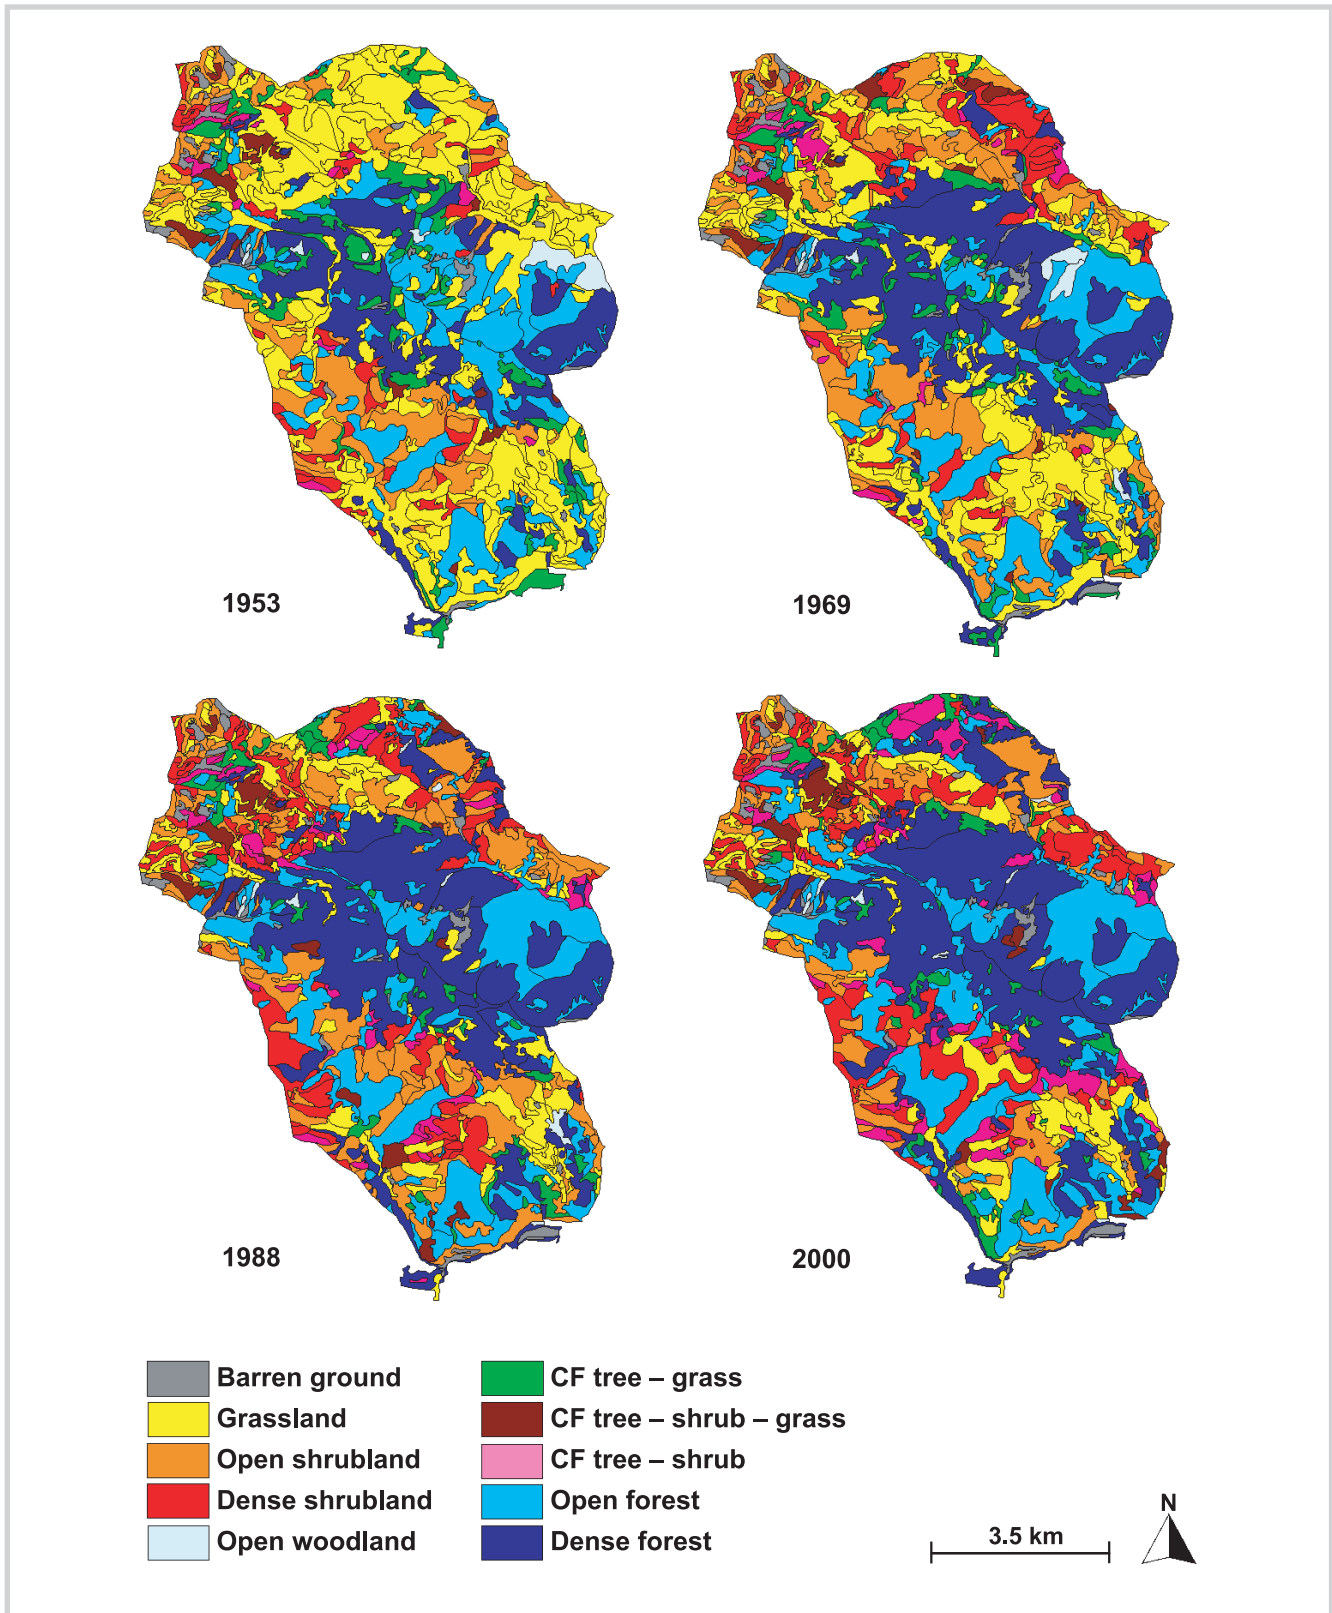 1953
1969
1988
2000
Barren ground
Grassland
Open shrubland
Dense shrubland
Open woodland
CF tree – grass
CF tree – shrub – grass
CF tree – shrub
Open forest
Dense forest
3.5 km
N